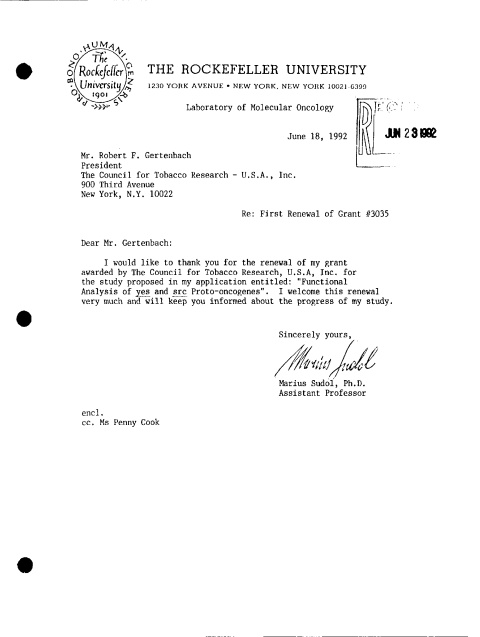 PRO · BONO · HUMANI · GENERIS
The
Rockefeller
University
1901
THE ROCKEFELLER UNIVERSITY
1230 YORK AVENUE • NEW YORK, NEW YORK 10021-6399
Laboratory of Molecular Oncology
June 18, 1992
JUN 23 1992
Mr. Robert F. Gertenbach
President
The Council for Tobacco Research - U.S.A., Inc.
900 Third Avenue
New York, N.Y. 10022
Re: First Renewal of Grant #3035
Dear Mr. Gertenbach:
I would like to thank you for the renewal of my grant
awarded by The Council for Tobacco Research, U.S.A, Inc. for
the study proposed in my application entitled: "Functional
Analysis of yes and src Proto-oncogenes". I welcome this renewal
very much and will keep you informed about the progress of my study.
Sincerely yours,
Marius Sudol
Marius Sudol, Ph.D.
Assistant Professor
encl.
cc. Ms Penny Cook